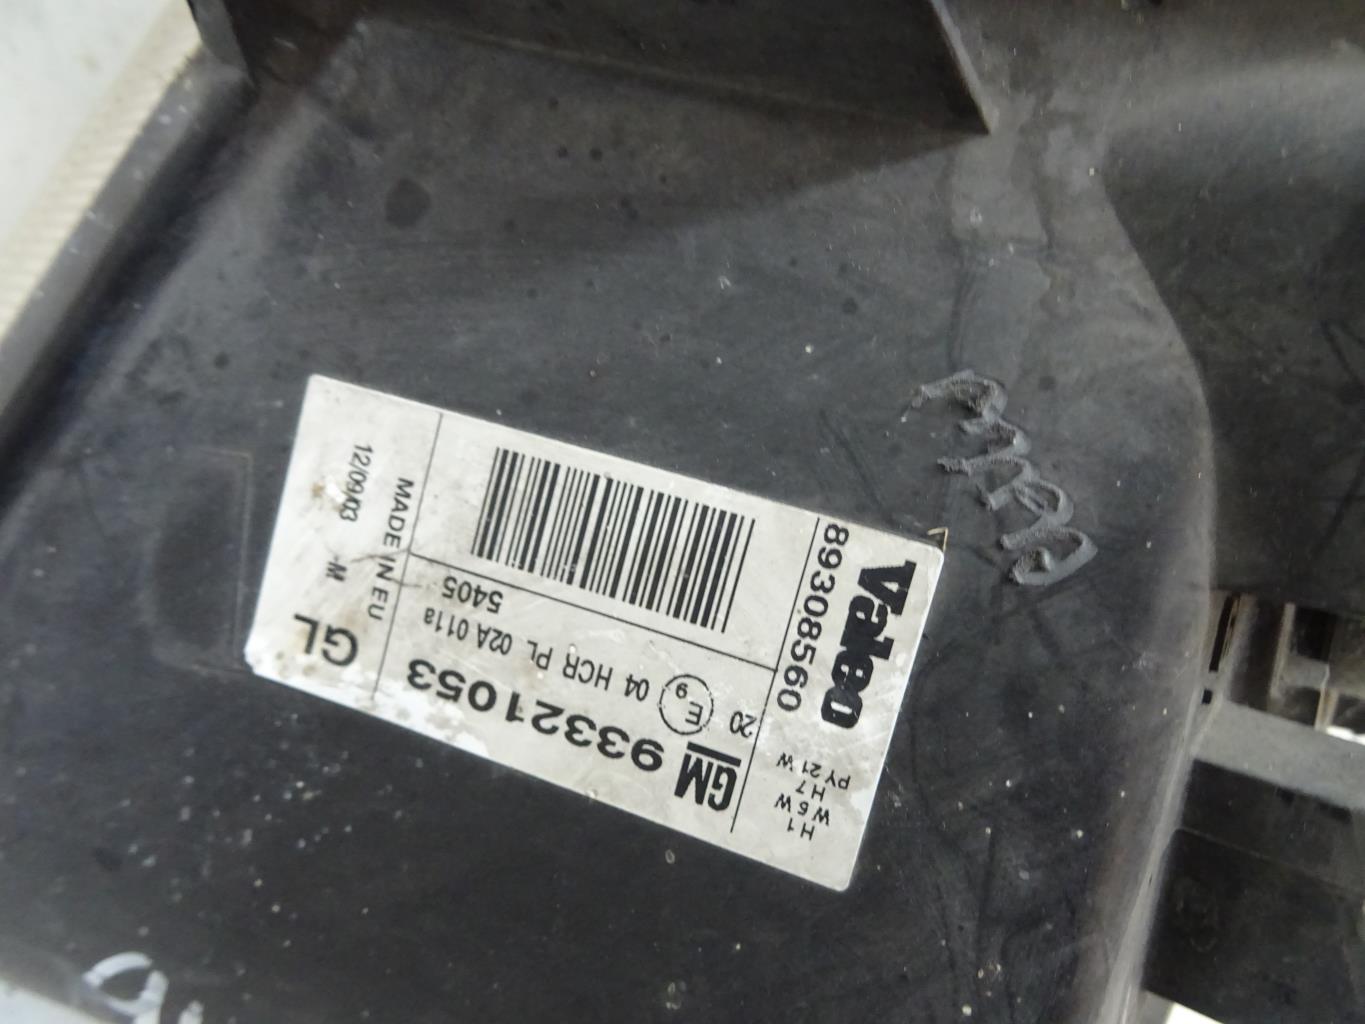 Valeo
89308560
H1
W5W
H7
PY21W
GM 93321053
20
E9 04 HCR PL 02A 0118
5405
GL
MADE IN EU
12/09/03 -M